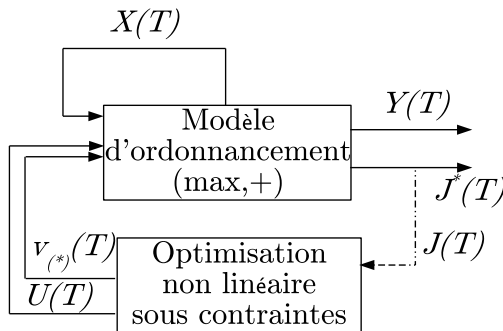 X(T)
Modèle
d'ordonnancement
(max,+)
Y(T)
J*(T)
v(*)(T)
U(T)
J(T)
Optimisation
non linéaire
sous contraintes